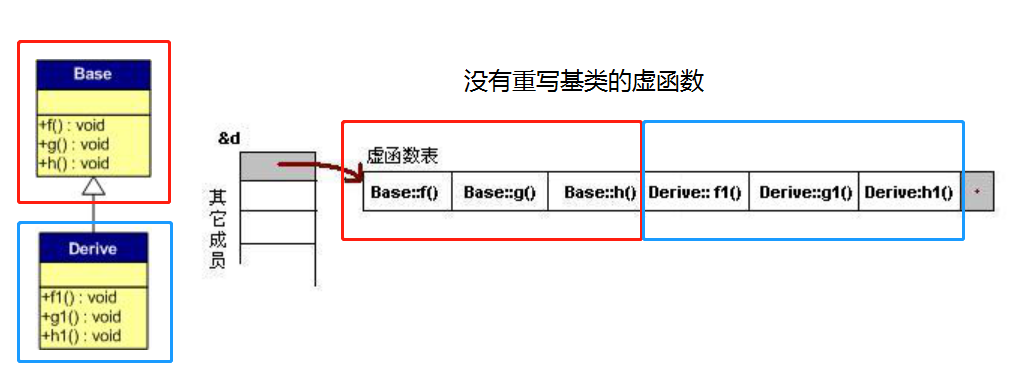 Base
+f() : void
+g() : void
+h() : void
Derive
+f1() : void
+g1() : void
+h1() : void
没有重写基类的虚函数
&d
其它成员
虚函数表
Base::f() Base::g() Base::h() Derive:: f1() Derive::g1() Derive:h1()